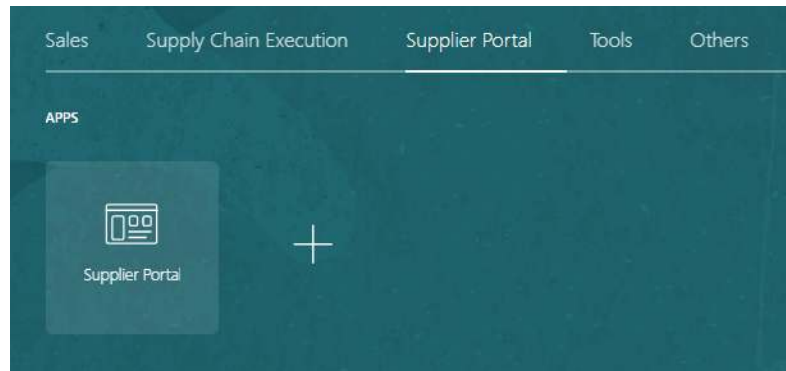 Sales Supply Chain Execution Supplier Portal Tools Others
APPS
Supplier Portal